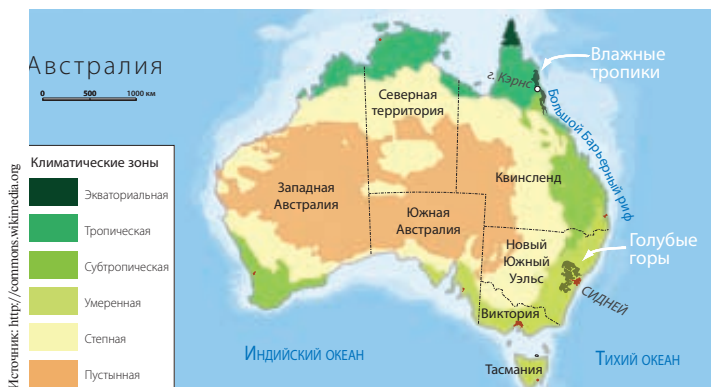 Австралия
0 500 1000 км
Климатические зоны
Экваториальная
Тропическая
Субтропическая
Умеренная
Степная
Пустынная
Источник: http://commons.wikimedia.org
Влажные
тропики
г. Кэрнс
Большой Барьерный риф
Северная
территория
Западная
Австралия
Южная
Австралия
Квинсленд
Новый
Южный
Уэльс
Голубые
горы
СИДНЕЙ
Виктория
Тасмания
Индийский океан
Тихий океан